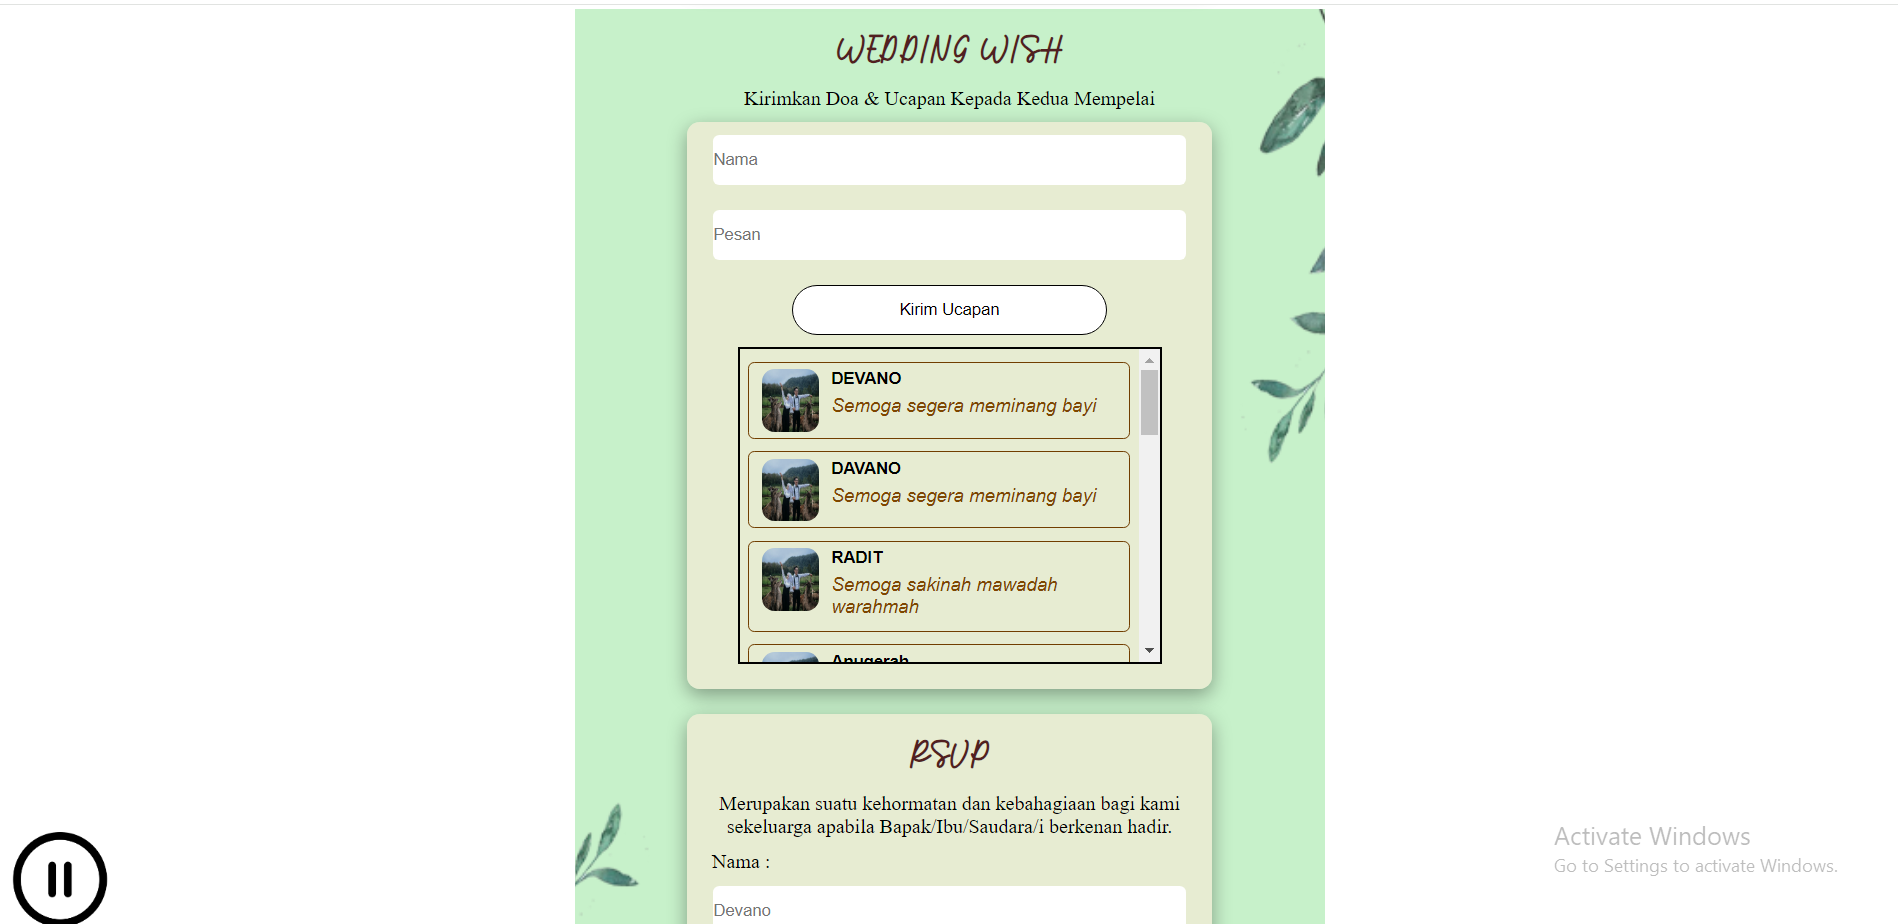 WEDDING WISH
Kirimkan Doa & Ucapan Kepada Kedua Mempelai
Nama
Pesan
Kirim Ucapan
DEVANO
Semoga segera meminang bayi
DAVANO
Semoga segera meminang bayi
RADIT
Semoga sakinah mawadah
warahmah
Anugerah
RSVP
Merupakan suatu kehormatan dan kebahagiaan bagi kami
sekeluarga apabila Bapak/Ibu/Saudara/i berkenan hadir.
Nama :
Devano
Activate Windows
Go to Settings to activate Windows.